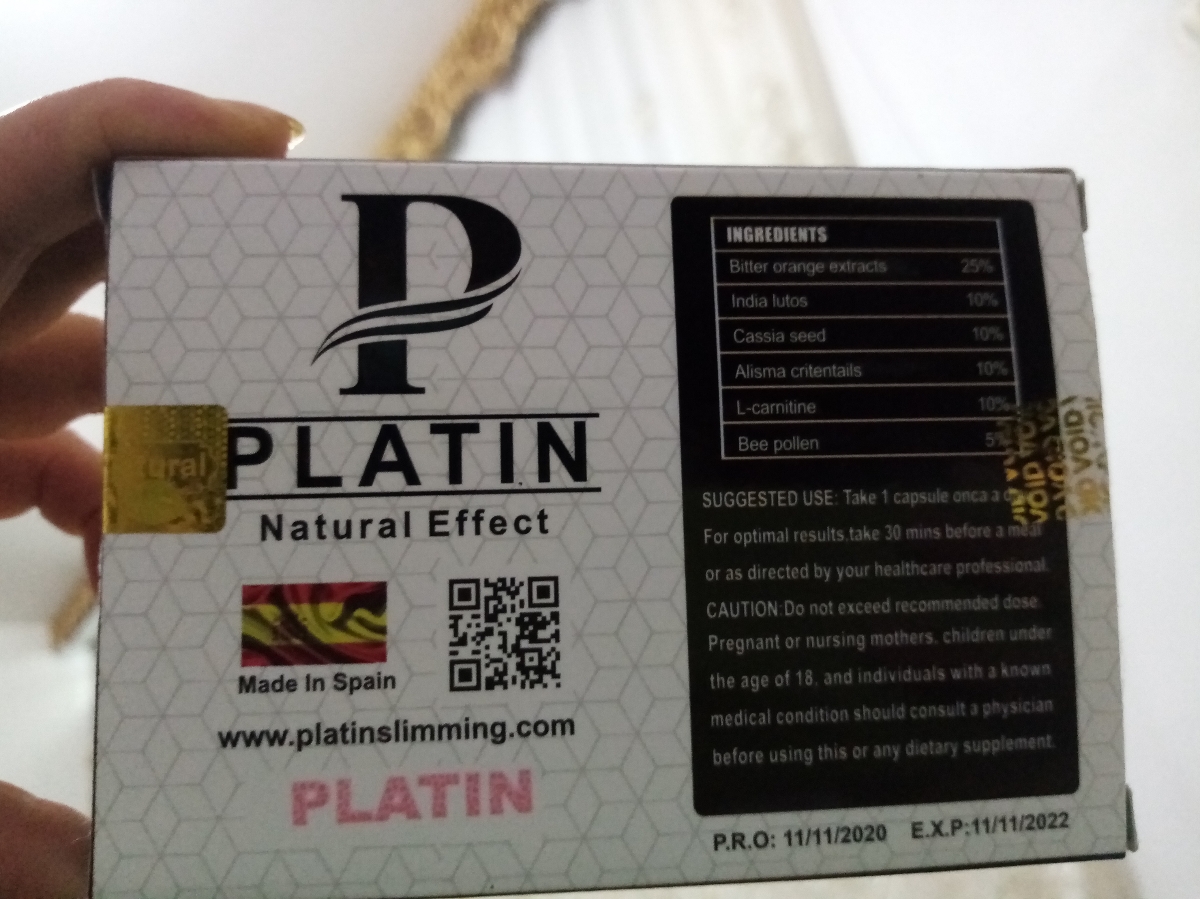 P
PLATIN
Natural Effect
ural
Made In Spain
www.platinslimming.com
PLATIN
INGREDIENTS
Bitter orange extracts 25%
India lutos 10%
Cassia seed 10%
Alisma critentails 10%
L-carnitine 10%
Bee pollen 5%
SUGGESTED USE: Take 1 capsule onca a
For optimal results,take 30 mins before a meal
or as directed by your healthcare professional.
CAUTION:Do not exceed recommended dose.
Pregnant or nursing mothers, children under
the age of 18, and individuals with a known
medical condition should consult a physician
before using this or any dietary supplement.
P.R.O: 11/11/2020 E.X.P:11/11/2022
VOID
VOID
VOID